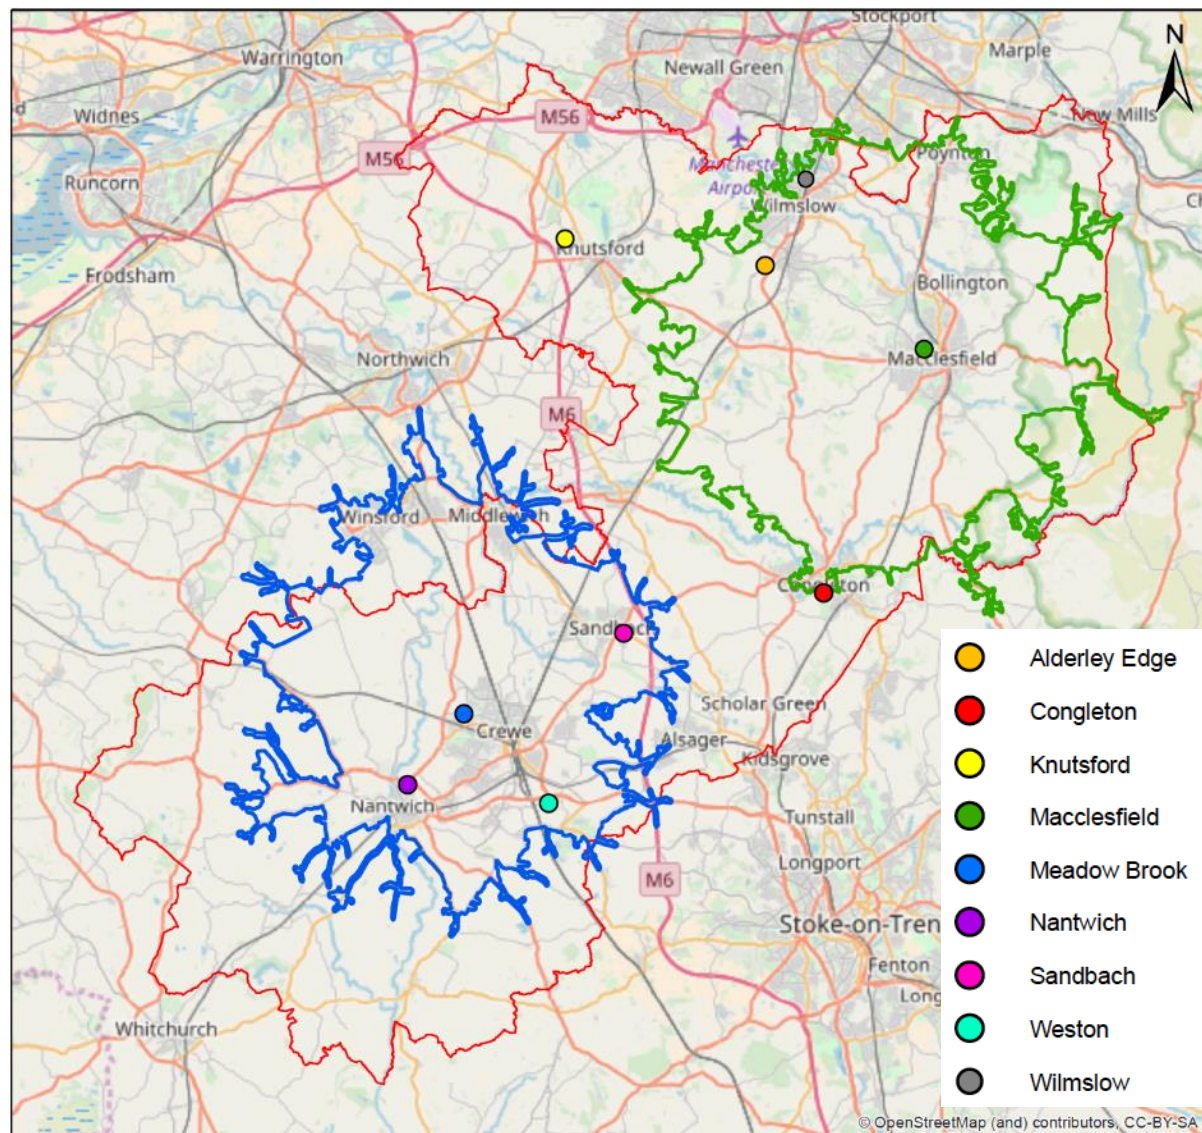 Stockport
Warrington
Marple
Newall Green
N
Widnes
M56
New Mills
M56
Poynton
Manchester
Airport
Runcorn
Wilmslow
Knutsford
Frodsham
Bollington
Northwich
Macclesfield
M6
Winsford
Middlewich
Congleton
Sandbach
Scholar Green
Crewe
Alsager
Kidsgrove
Nantwich
Tunstall
Longport
M6
Stoke-on-Tren
Fenton
Long
Whitchurch
Alderley Edge
Congleton
Knutsford
Macclesfield
Meadow Brook
Nantwich
Sandbach
Weston
Wilmslow
© OpenStreetMap (and) contributors, CC-BY-SA